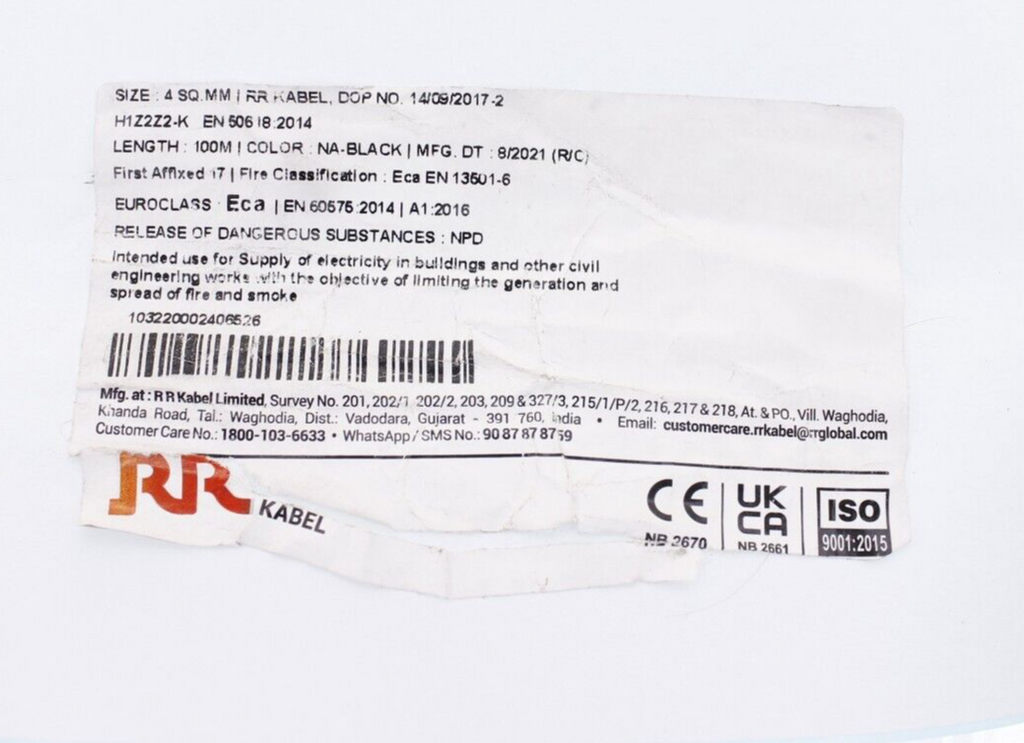 SIZE : 4 SQ.MM | RR KABEL, DOP NO. 14/09/2017-2
H1Z2Z2-K EN 50618:2014
LENGTH : 100M | COLOR : NA-BLACK | MFG. DT : 8/2021 (R/C)
First Affixed 17 | Fire Classification : Eca EN 13501-6
EUROCLASS : Eca | EN 60575:2014 | A1:2016
RELEASE OF DANGEROUS SUBSTANCES : NPD
Intended use for Supply of electricity in buildings and other civil
engineering works with the objective of limiting the generation and
spread of fire and smoke
103220002406526
Mfg. at : R R Kabel Limited, Survey No. 201, 202/1, 202/2, 203, 209 & 327/3, 215/1/P/2, 216, 217 & 218, At. & PO., Vill. Waghodia,
Khanda Road, Tal.: Waghodia, Dist.: Vadodara, Gujarat - 391 760, India • Email: customercare.rrkabel@rrglobal.com
Customer Care No.: 1800-103-6633 • WhatsApp / SMS No.: 90 87 87 8759
RR KABEL
CE NB 2670
UK CA NB 2661
ISO 9001:2015